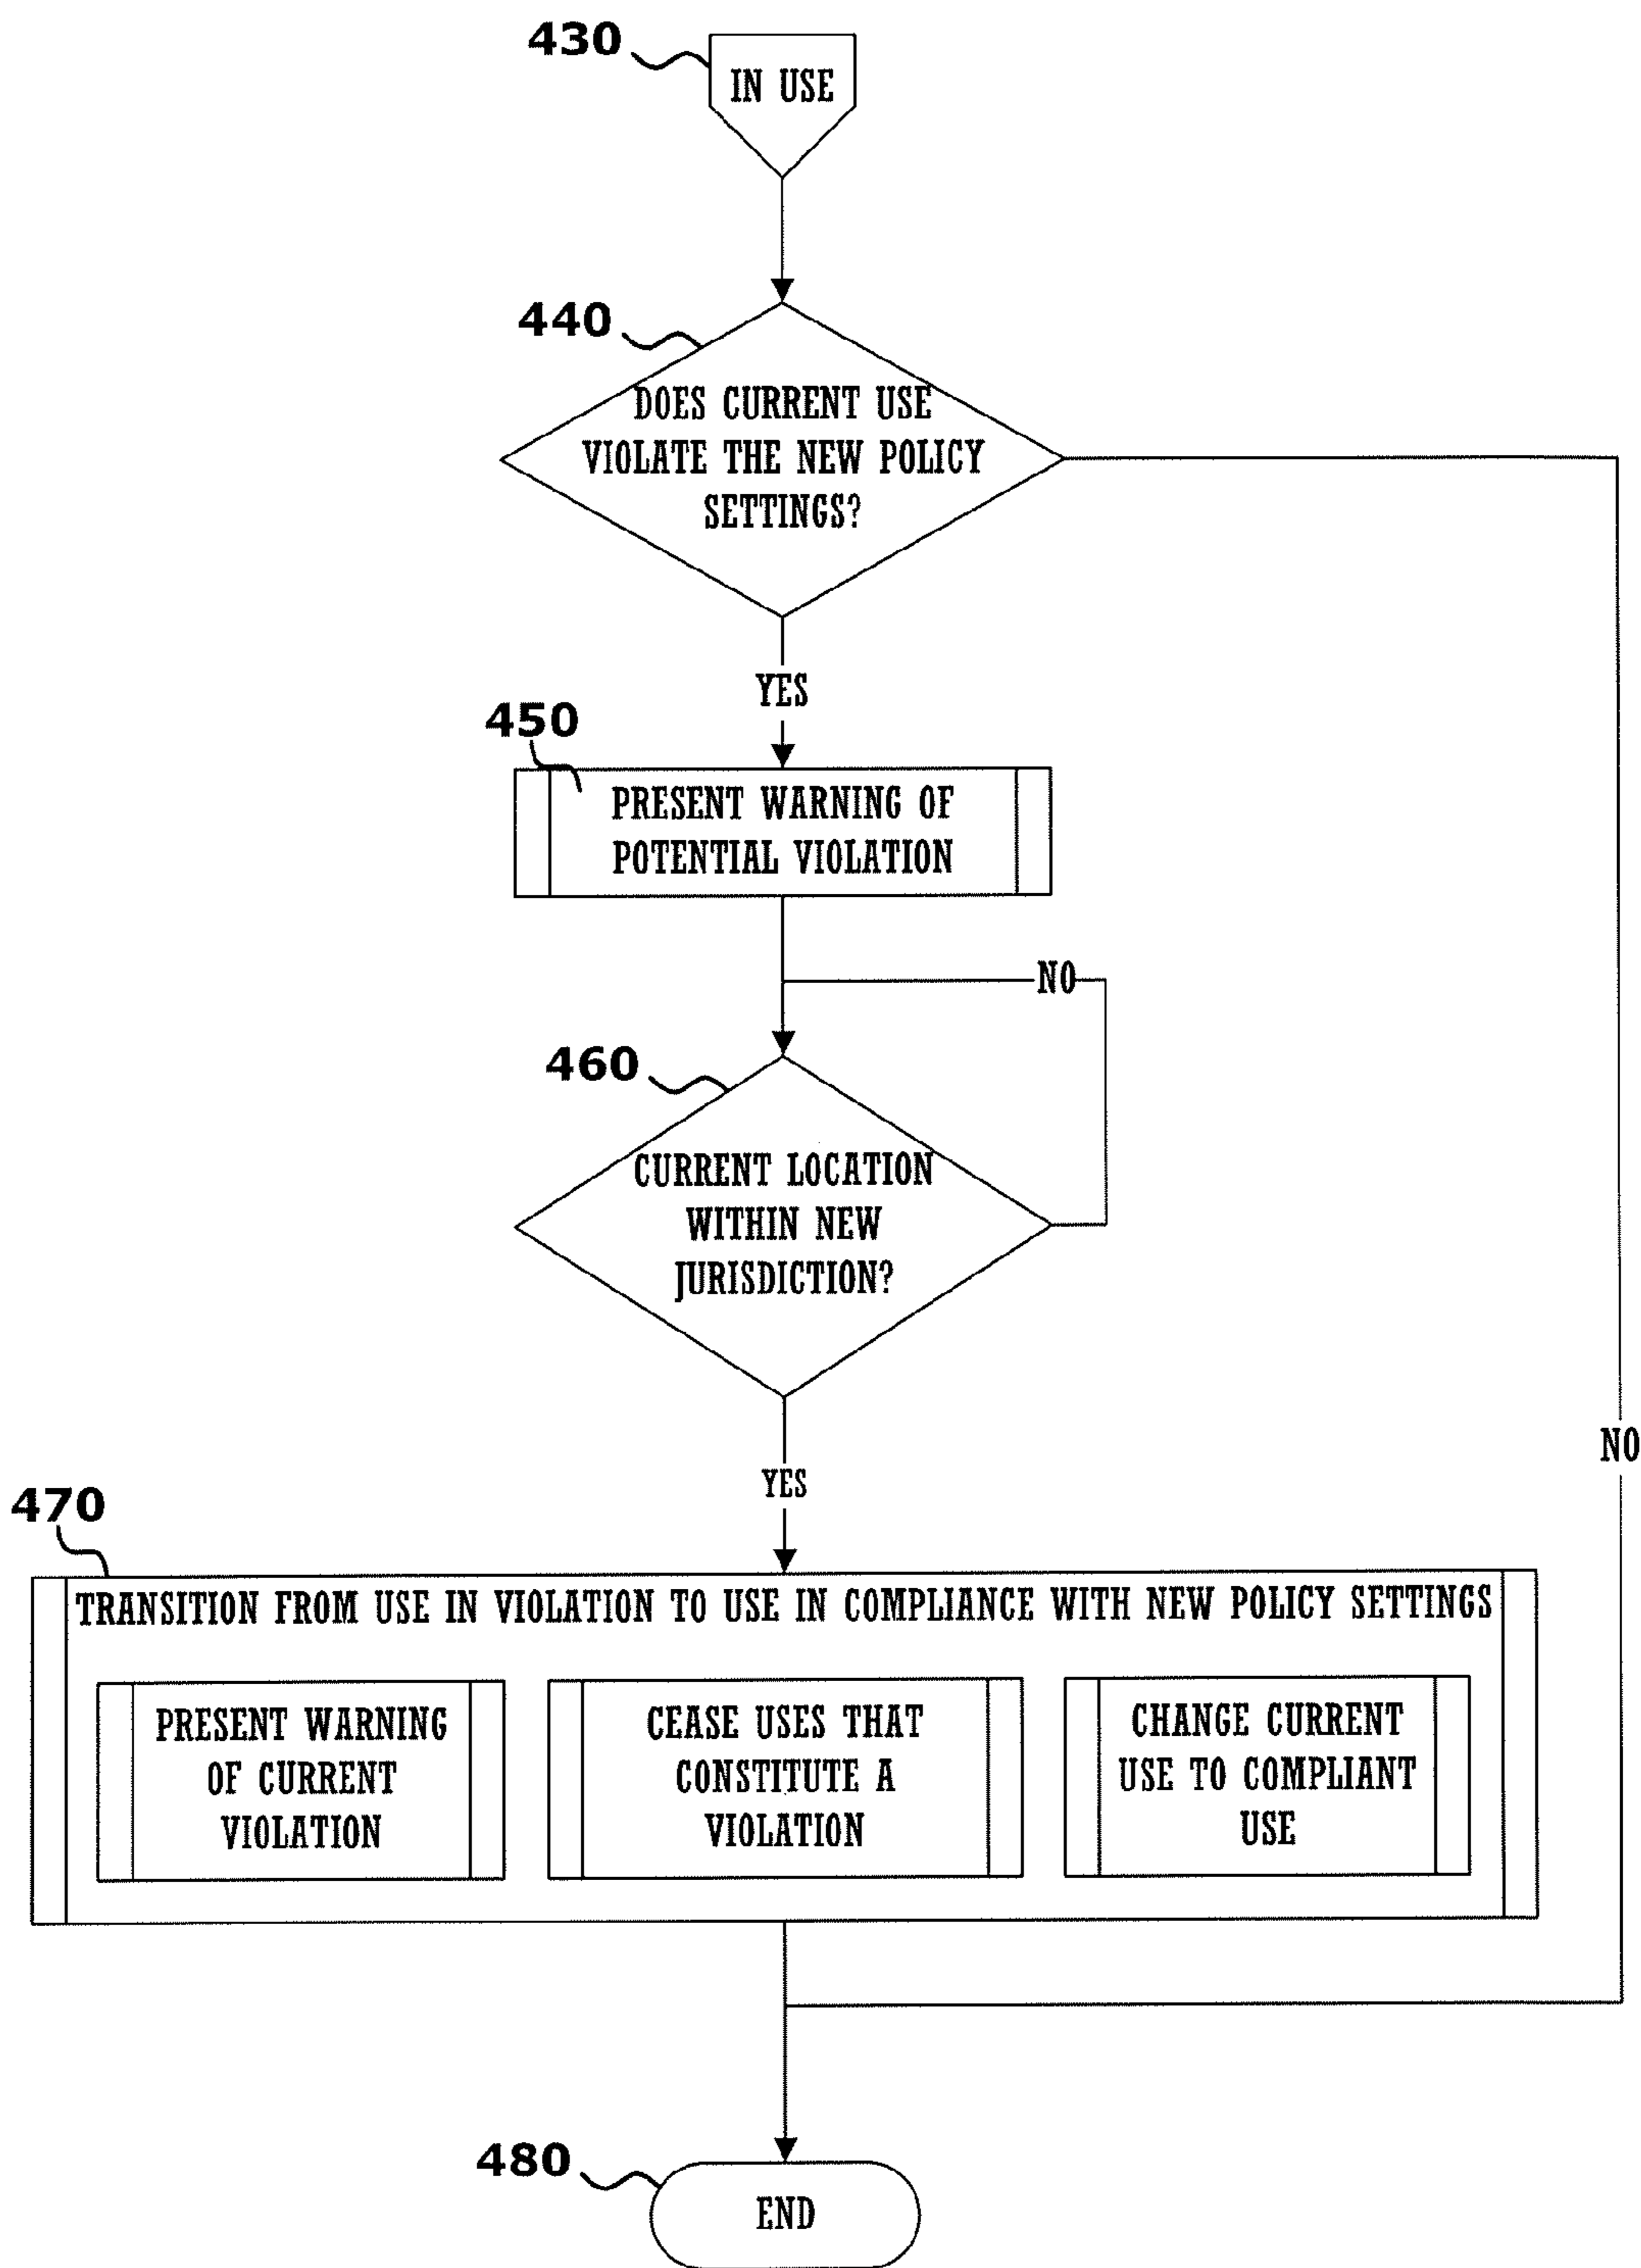 430
IN USE
440
DOES CURRENT USE
VIOLATE THE NEW POLICY
SETTINGS?
YES
450
PRESENT WARNING OF
POTENTIAL VIOLATION
NO
460
CURRENT LOCATION
WITHIN NEW
JURISDICTION?
NO
YES
470
TRANSITION FROM USE IN VIOLATION TO USE IN COMPLIANCE WITH NEW POLICY SETTINGS
PRESENT WARNING
OF CURRENT
VIOLATION
CEASE USES THAT
CONSTITUTE A
VIOLATION
CHANGE CURRENT
USE TO COMPLIANT
USE
480
END